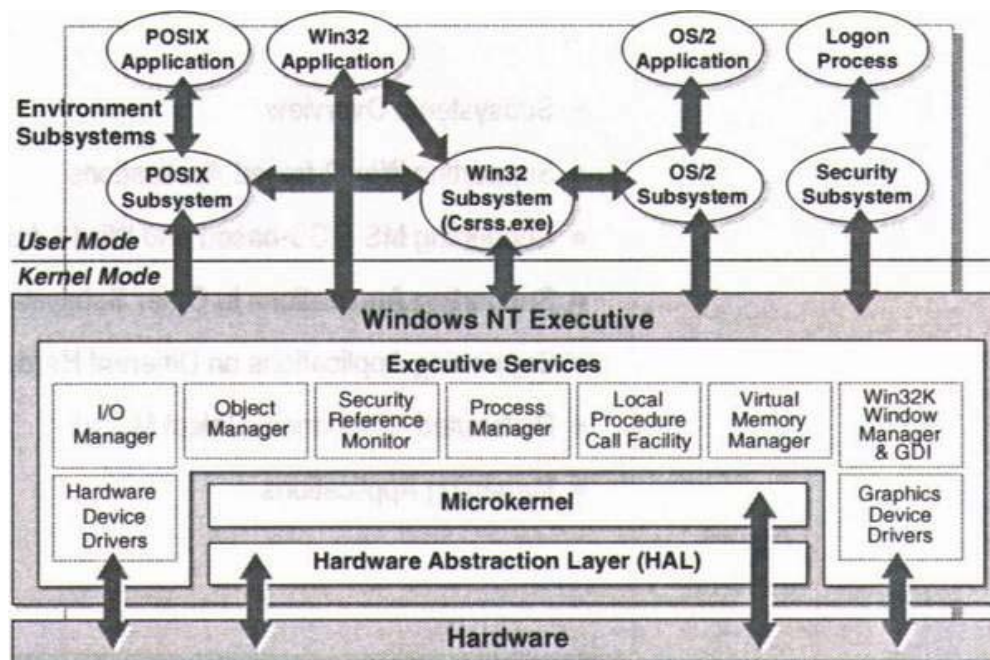 POSIX
Application
Win32
Application
OS/2
Application
Logon
Process
Environment
Subsystems
Subsystem Overview
POSIX
Subsystem
Win32
Subsystem
(Csrss.exe)
OS/2
Subsystem
Security
Subsystem
User Mode
Kernel Mode
Windows NT Executive
Executive Services
I/O
Manager
Object
Manager
Security
Reference
Monitor
Process
Manager
Local
Procedure
Call Facility
Virtual
Memory
Manager
Win32K
Window
Manager
& GDI
Hardware
Device
Drivers
Graphics
Device
Drivers
Microkernel
Hardware Abstraction Layer (HAL)
Hardware